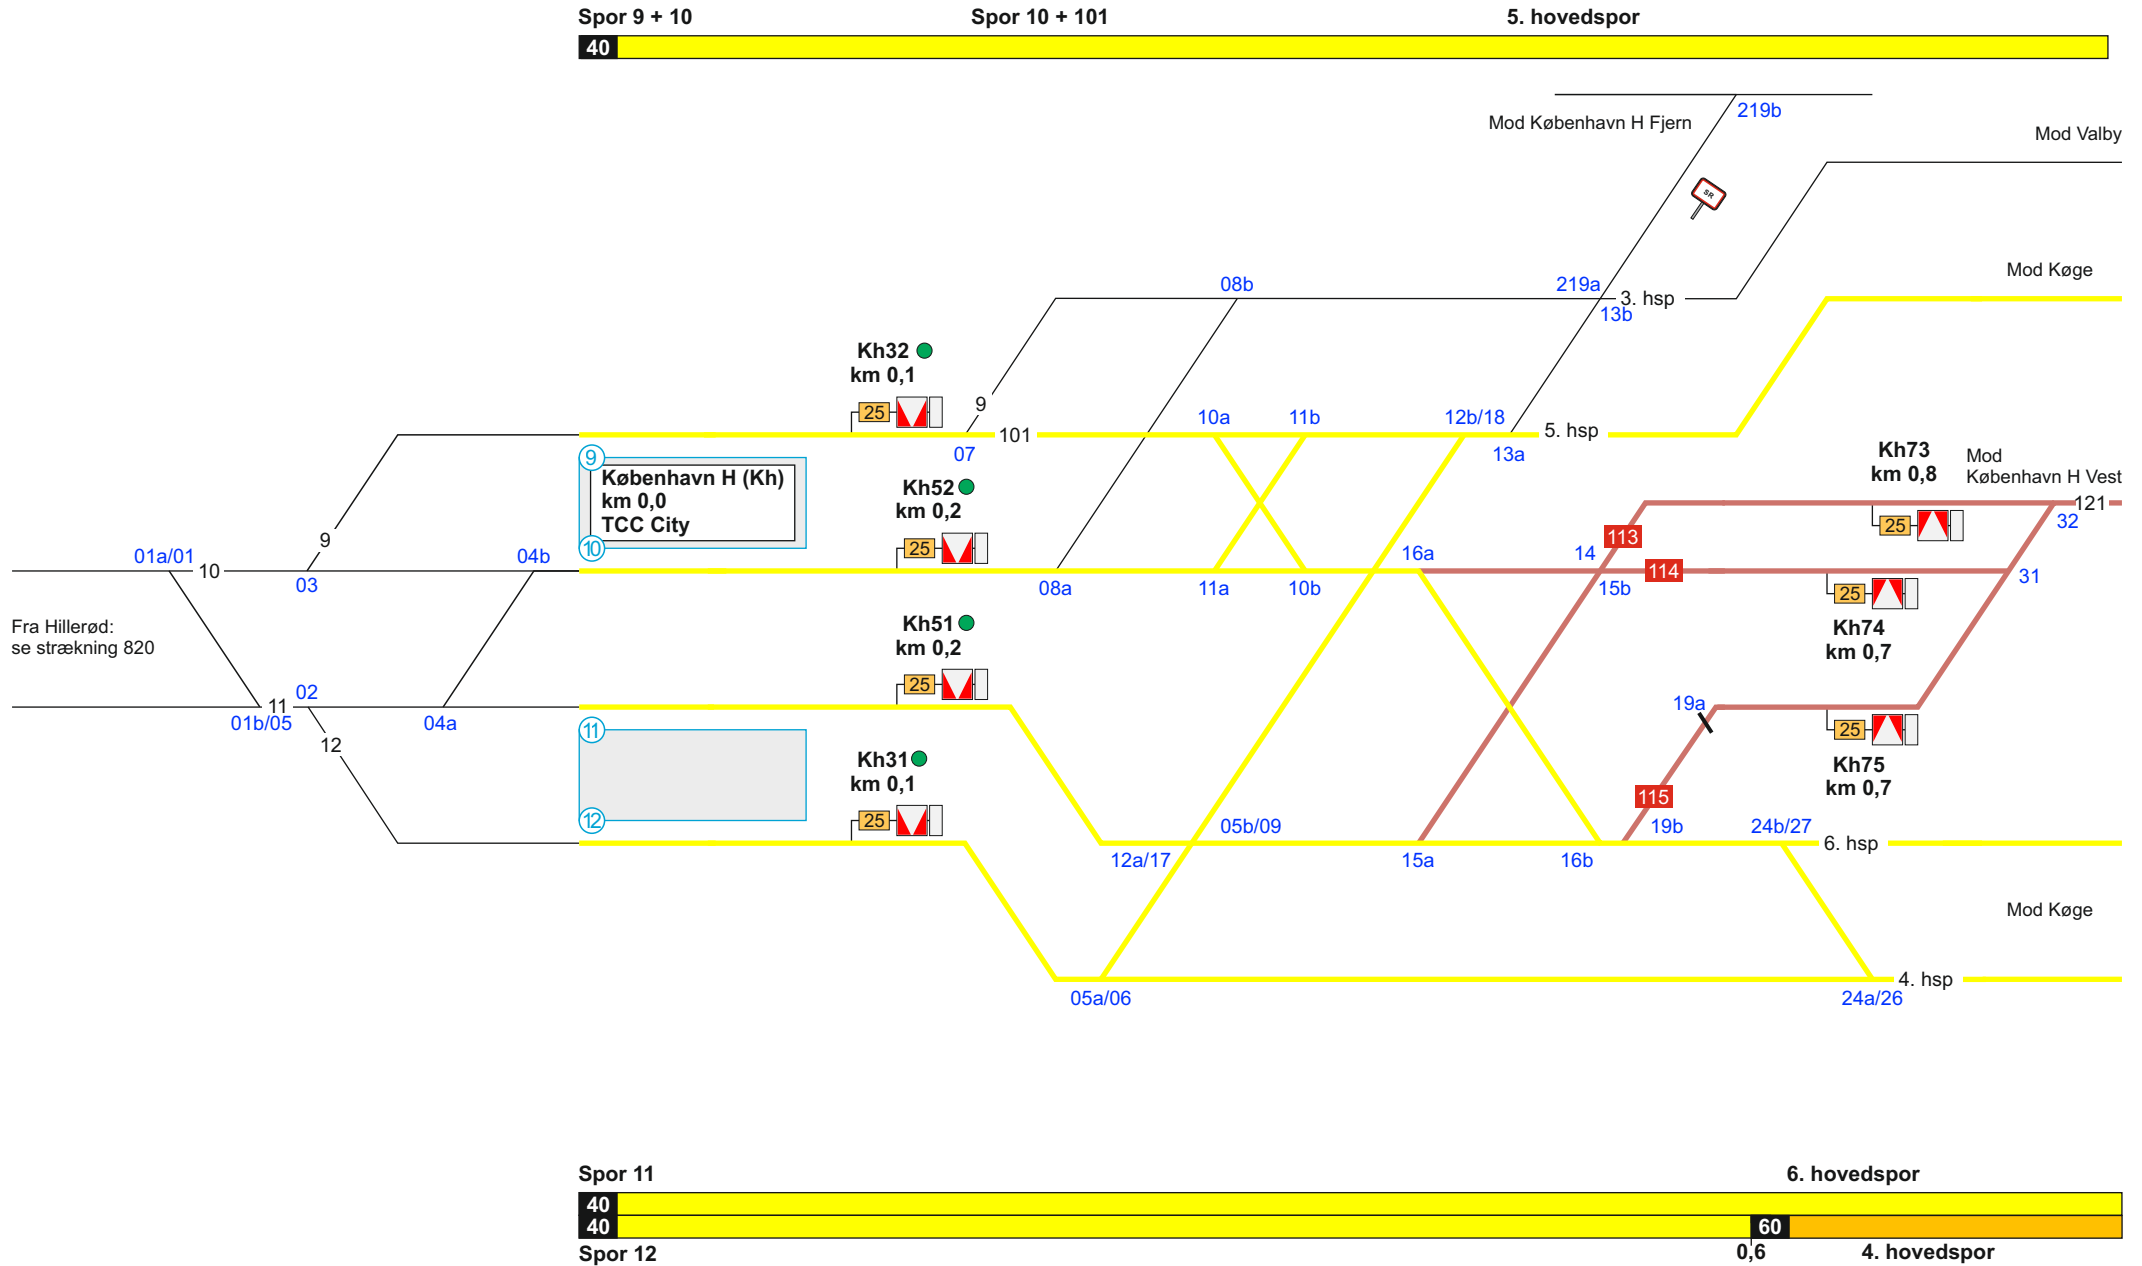 Spor 9 + 10
Spor 10 + 101
5. hovedspor
40
219b
Mod København H Fjern
Mod Valby
SR
Mod Køge
08b
219a
3. hsp
13b
Kh32
km 0,1
25
9
101
07
10a
11b
12b/18
5. hsp
13a
9
København H (Kh)
km 0,0
TCC City
10
Kh52
km 0,2
25
Kh73
km 0,8
25
Mod
København H Vest
121
32
9
01a/01
10
03
04b
08a
11a
10b
16a
14
113
114
15b
31
25
Kh74
km 0,7
Fra Hillerød:
se strækning 820
Kh51
km 0,2
25
02
11
01b/05
04a
12
19a
25
Kh75
km 0,7
11
12
Kh31
km 0,1
25
115
12a/17
05b/09
15a
16b
19b
24b/27
6. hsp
Mod Køge
05a/06
4. hsp
24a/26
Spor 11
6. hovedspor
40
40
60
Spor 12
0,6
4. hovedspor